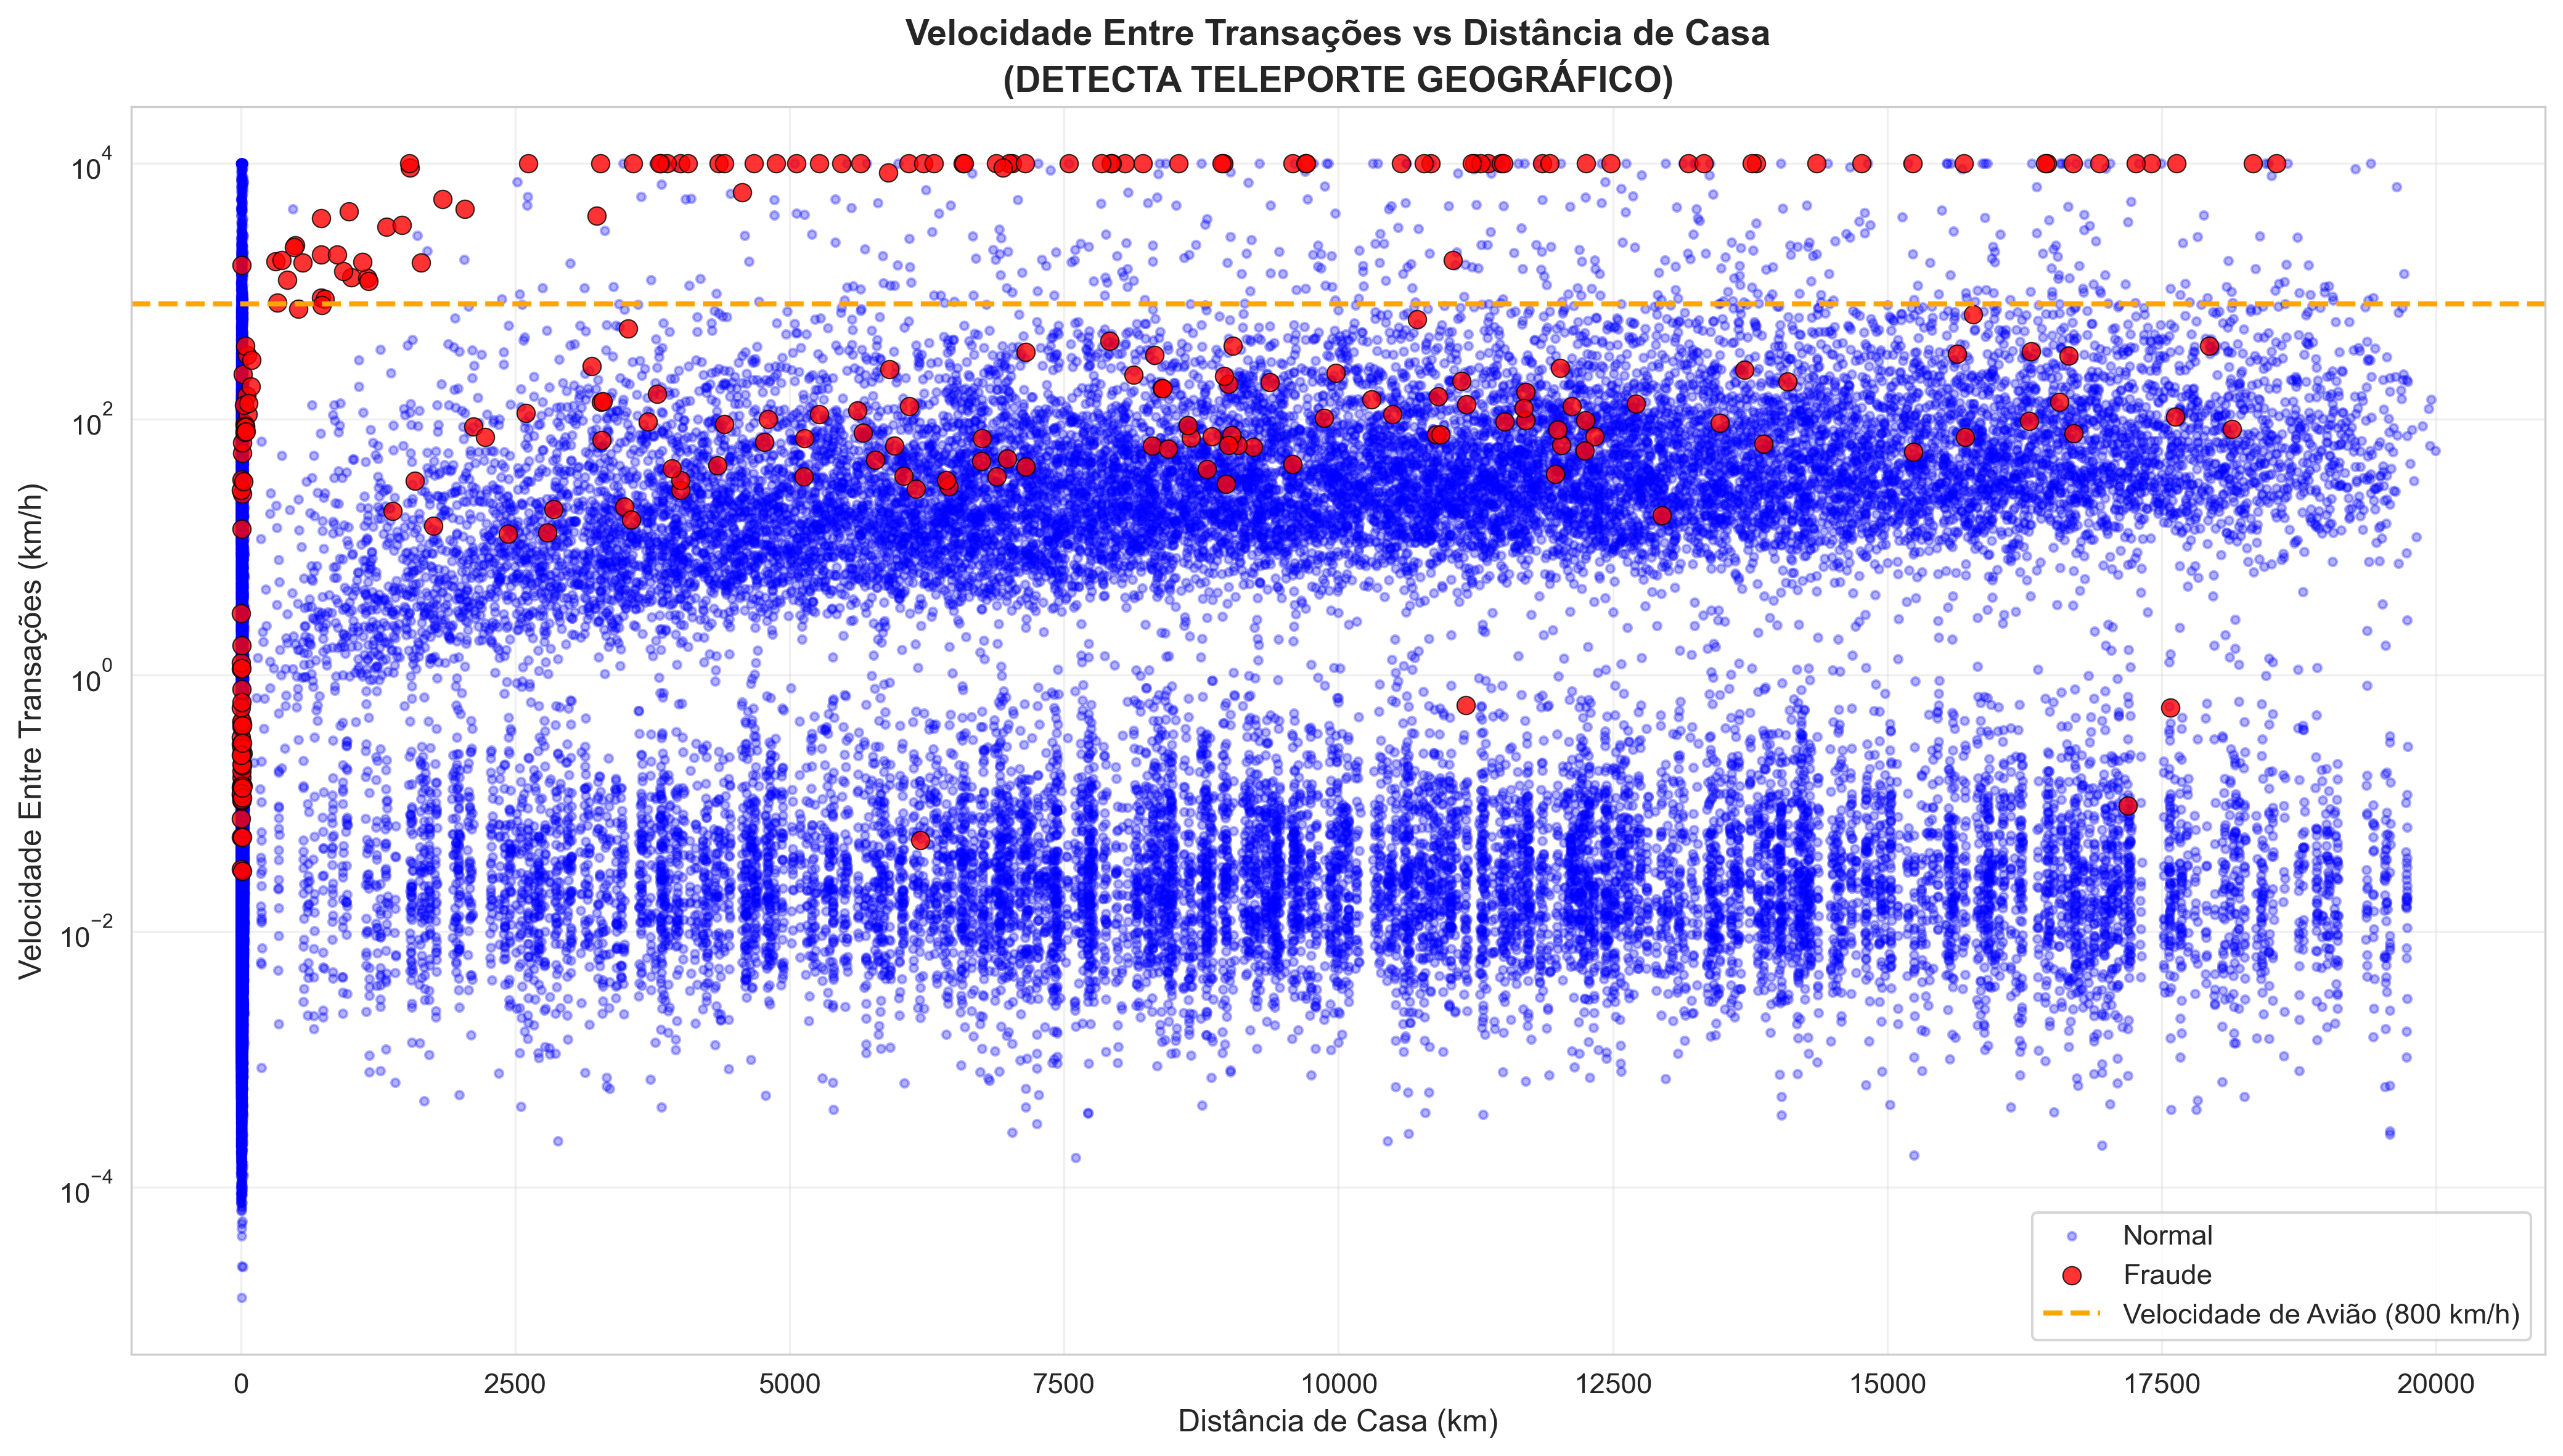 Velocidade Entre Transações vs Distância de Casa
(DETECTA TELEPORTE GEOGRÁFICO)
Velocidade Entre Transações (km/h)
10^4
10^2
10^0
10^-2
10^-4
Normal
Fraude
Velocidade de Avião (800 km/h)
0 2500 5000 7500 10000 12500 15000 17500 20000
Distância de Casa (km)